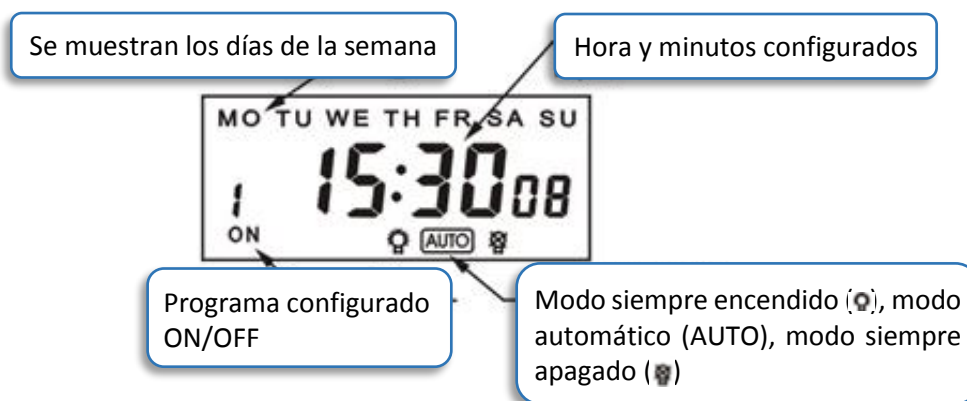 Se muestran los días de la semana
Hora y minutos configurados
MO TU WE TH FR SA SU
15:30 08
1
ON
AUTO
Programa configurado
ON/OFF
Modo siempre encendido (), modo
automático (AUTO), modo siempre
apagado ()